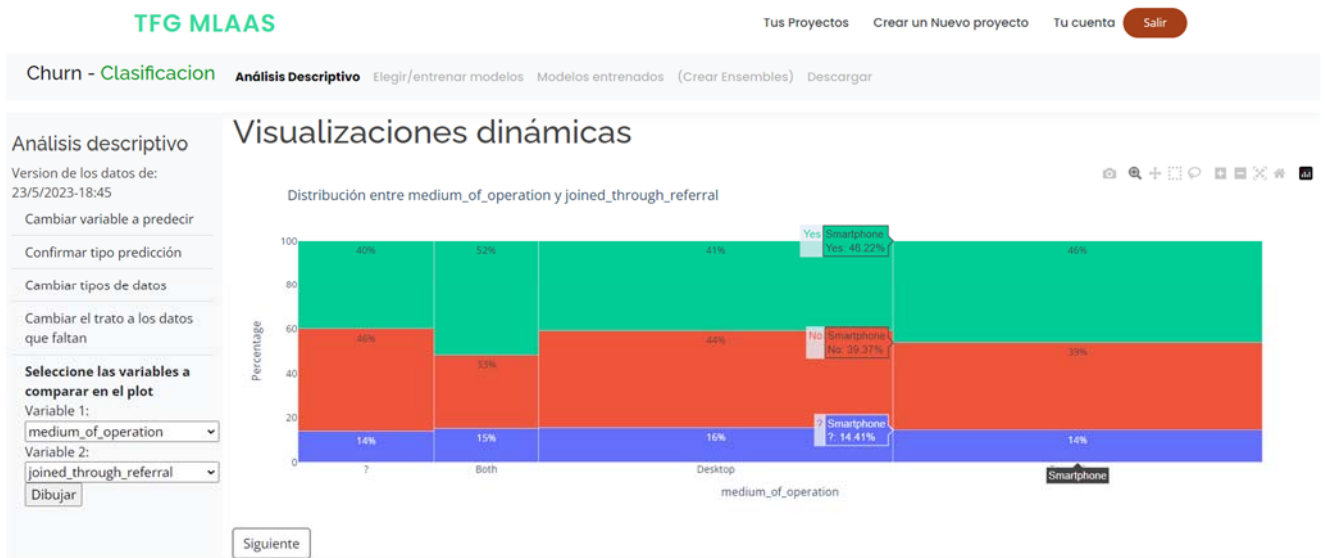 TFG MLAAS
Tus Proyectos Crear un Nuevo proyecto Tu cuenta Salir
Churn - Clasificacion Análisis Descriptivo Elegir/entrenar modelos Modelos entrenados (Crear Ensembles) Descargar
Análisis descriptivo
Version de los datos de:
23/5/2023-18:45
Cambiar variable a predecir
Confirmar tipo predicción
Cambiar tipos de datos
Cambiar el trato a los datos
que faltan
Seleccione las variables a
comparar en el plot
Variable 1:
medium_of_operation
Variable 2:
joined_through_referral
Dibujar
Visualizaciones dinámicas
Distribución entre medium_of_operation y joined_through_referral
Percentage
100
80
60
40
20
0
40% 52% 41% 46%
Yes Smartphone
Yes: 46.22%
46% 33% 44% 39%
No Smartphone
No: 39.37%
14% 15% 16% 14%
? Smartphone
?: 14.41%
? Both Desktop Smartphone
medium_of_operation
Siguiente